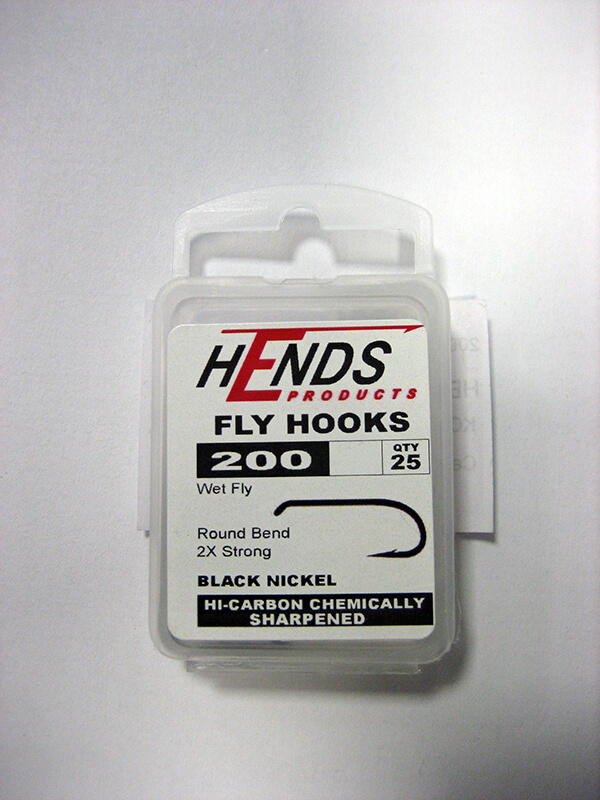 HENDS
PRODUCTS
FLY HOOKS
200
QTY
25
Wet Fly
Round Bend
2X Strong
BLACK NICKEL
HI-CARBON CHEMICALLY
SHARPENED